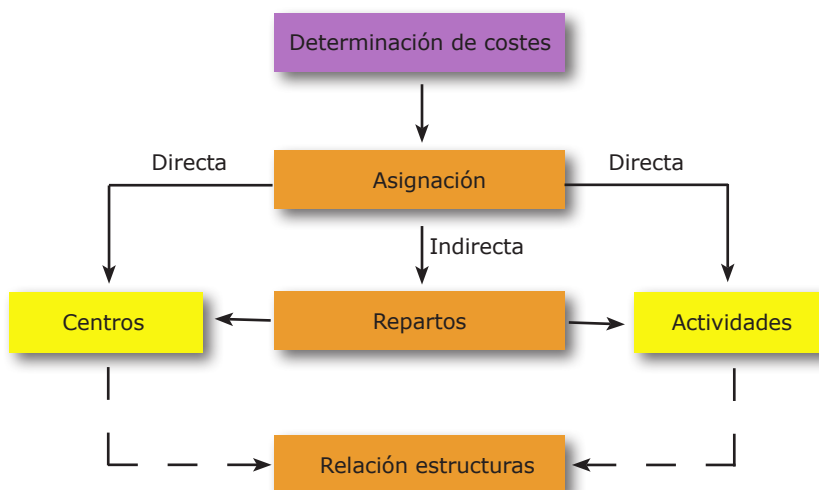 Determinación de costes
Directa
Directa
Asignación
Indirecta
Centros
Repartos
Actividades
Relación estructuras